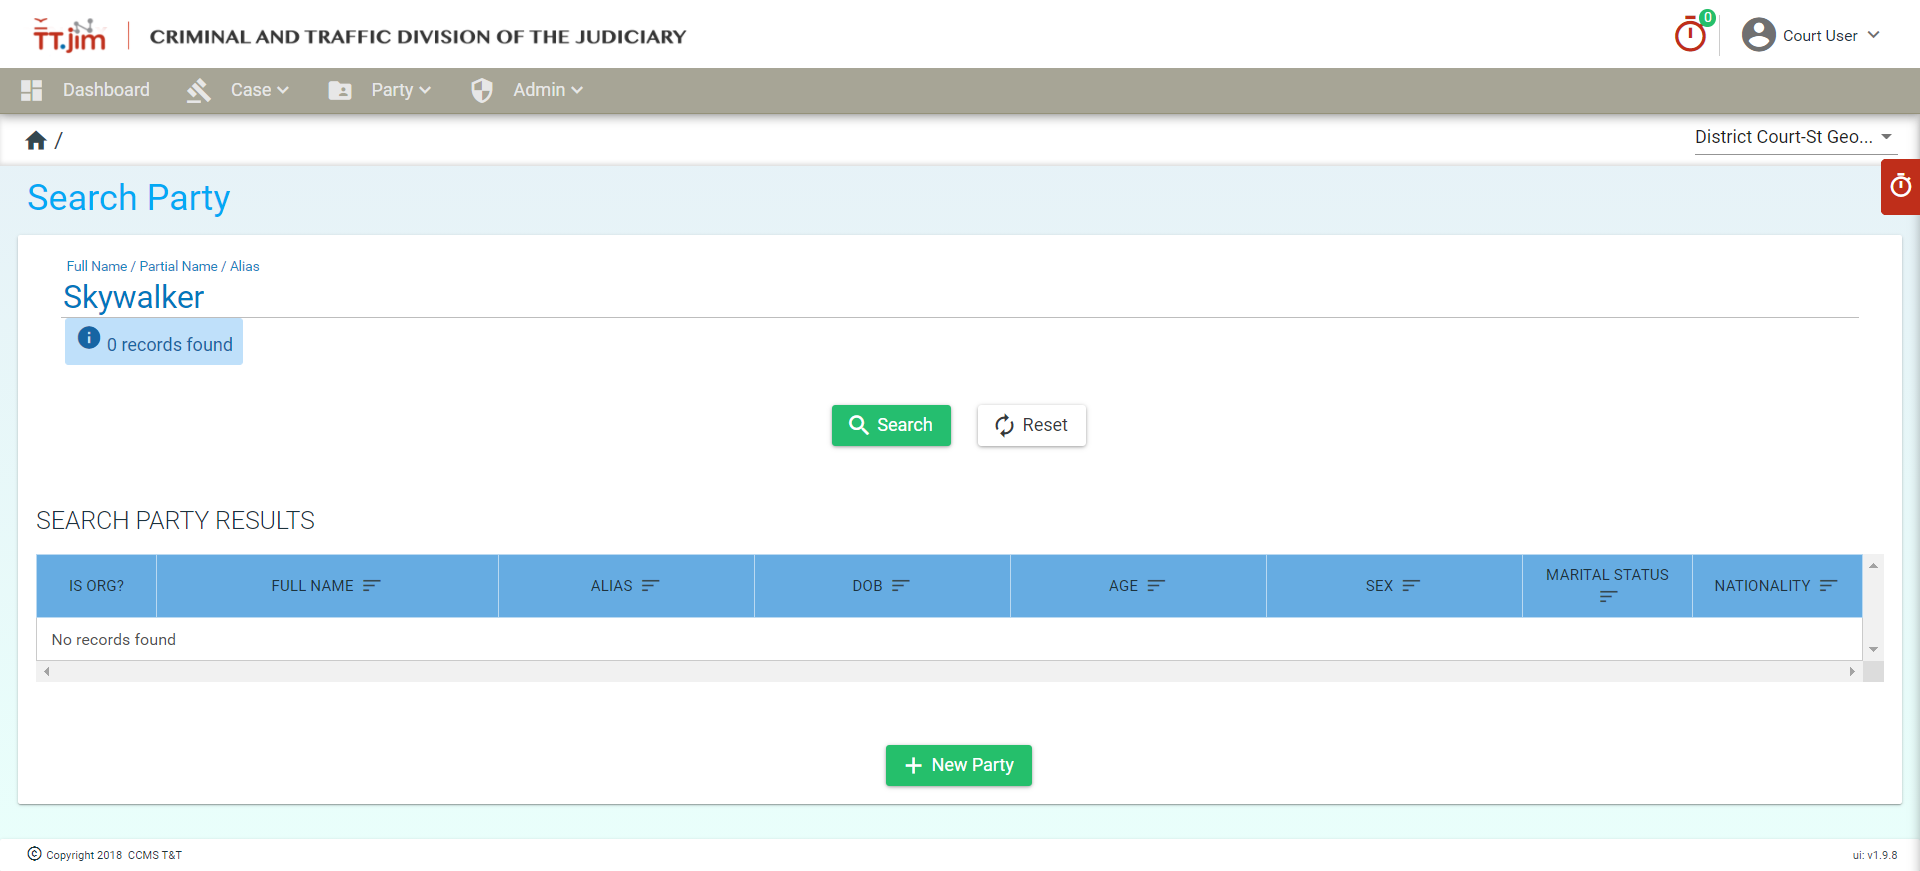 TT.jim
CRIMINAL AND TRAFFIC DIVISION OF THE JUDICIARY
0
Court User
Dashboard
Case
Party
Admin
/
District Court-St Geo...
Search Party
Full Name / Partial Name / Alias
Skywalker
0 records found
Search
Reset
SEARCH PARTY RESULTS
IS ORG?
FULL NAME
ALIAS
DOB
AGE
SEX
MARITAL STATUS
NATIONALITY
No records found
+ New Party
© Copyright 2018 CCMS T&T
ui: v1.9.8